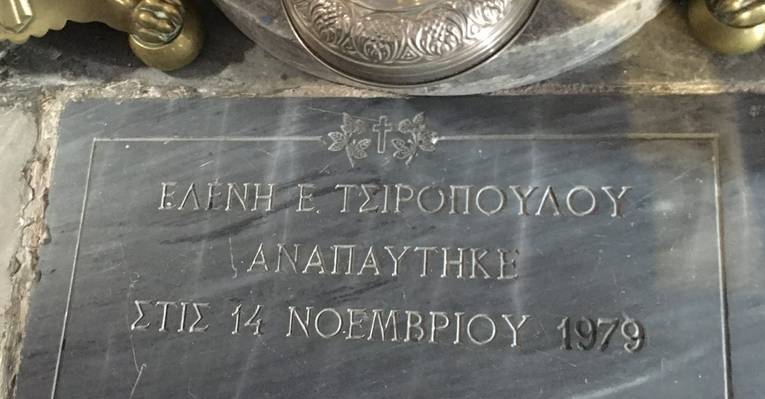 ΕΛΕΝΗ Ε. ΤΣΙΡΟΠΟΥΛΟΥ
ΑΝΑΠΑΥΤΗΚΕ
ΣΤΙΣ 14 ΝΟΕΜΒΡΙΟΥ 1979